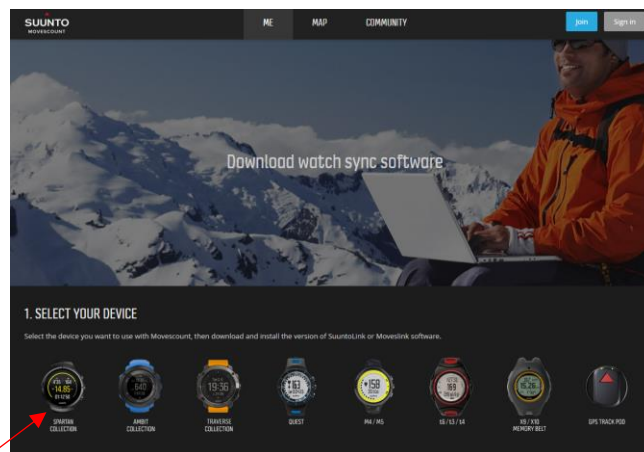 SUUNTO
MOVESCOUNT
ME MAP COMMUNITY
Join Sign in
Download watch sync software
1. SELECT YOUR DEVICE
Select the device you want to use with Movescount, then download and install the version of SuuntoLink or Moveslink software.
SPARTAN COLLECTION
AMBIT COLLECTION
TRAVERSE COLLECTION
QUEST
M4 / M5
t6 / t3 / t4
X9 / X10 MEMORY BELT
GPS TRACK POD